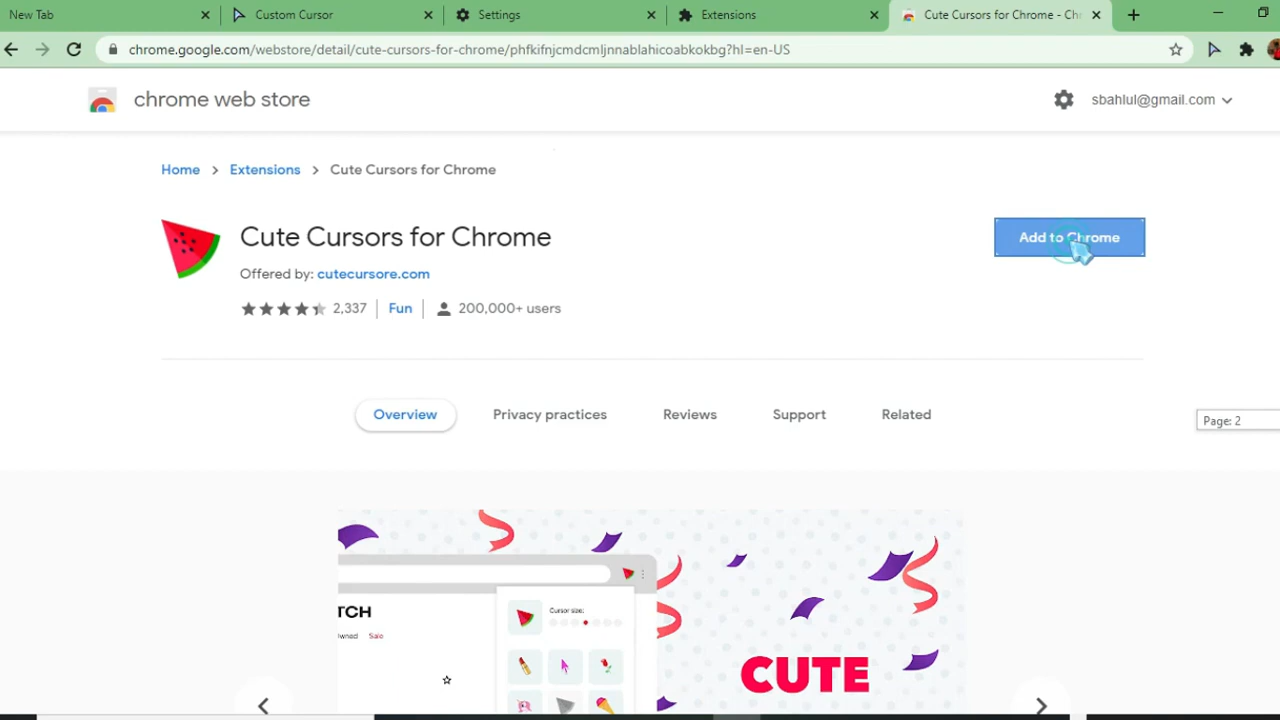 New Tab
Custom Cursor
Settings
Extensions
Cute Cursors for Chrome - Chr
chrome.google.com/webstore/detail/cute-cursors-for-chrome/phfkifnjcmdcmljnnablahicoabkokbg?hl=en-US
chrome web store
sbahlul@gmail.com
Home > Extensions > Cute Cursors for Chrome
Cute Cursors for Chrome
Add to Chrome
Offered by: cutecursore.com
2,337
Fun
200,000+ users
Overview
Privacy practices
Reviews
Support
Related
Page: 2
TCH
Cursor size:
owned
Sale
CUTE